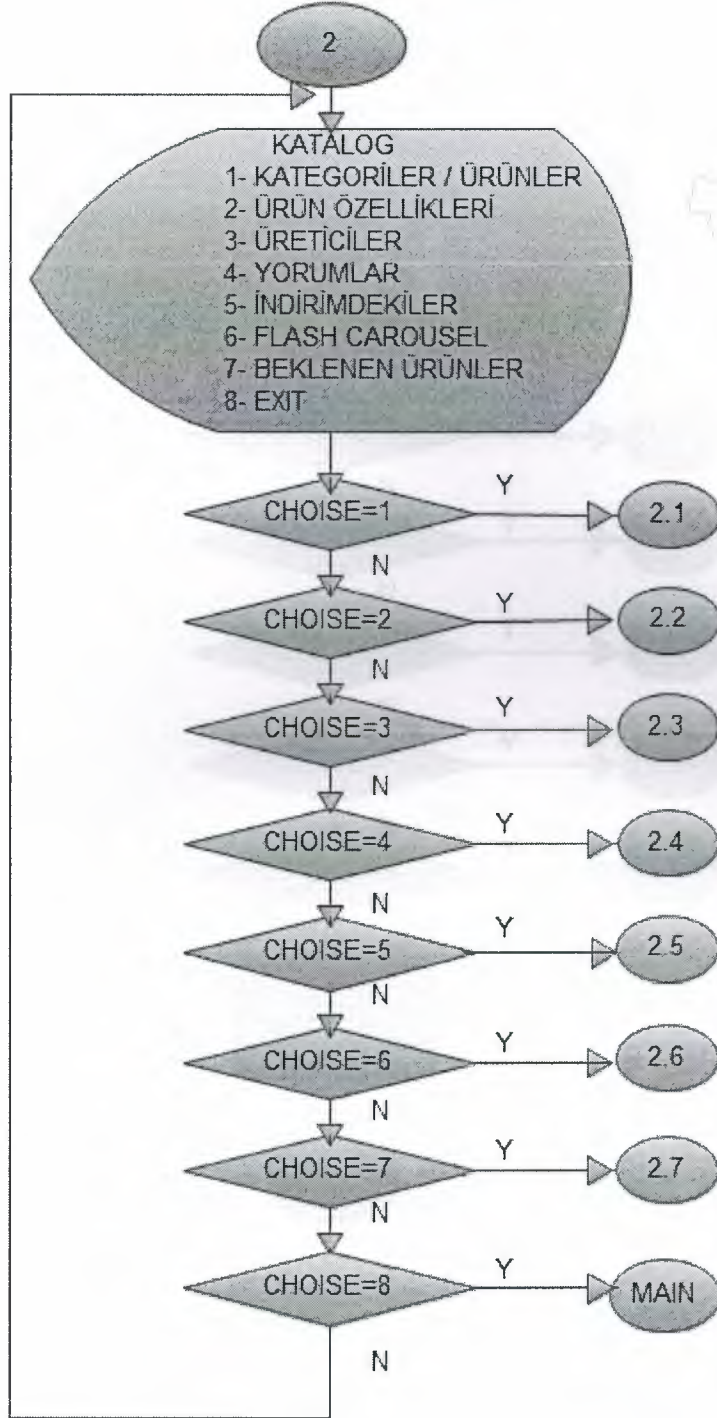 2
KATALOG
1- KATEGORİLER / ÜRÜNLER
2- ÜRÜN ÖZELLİKLERİ
3- ÜRETİCİLER
4- YORUMLAR
5- İNDİRİMDEKİLER
6- FLASH CAROUSEL
7- BEKLENEN ÜRÜNLER
8- EXIT
CHOISE=1 Y 2.1
N
CHOISE=2 Y 2.2
N
CHOISE=3 Y 2.3
N
CHOISE=4 Y 2.4
N
CHOISE=5 Y 2.5
N
CHOISE=6 Y 2.6
N
CHOISE=7 Y 2.7
N
CHOISE=8 Y MAIN
N